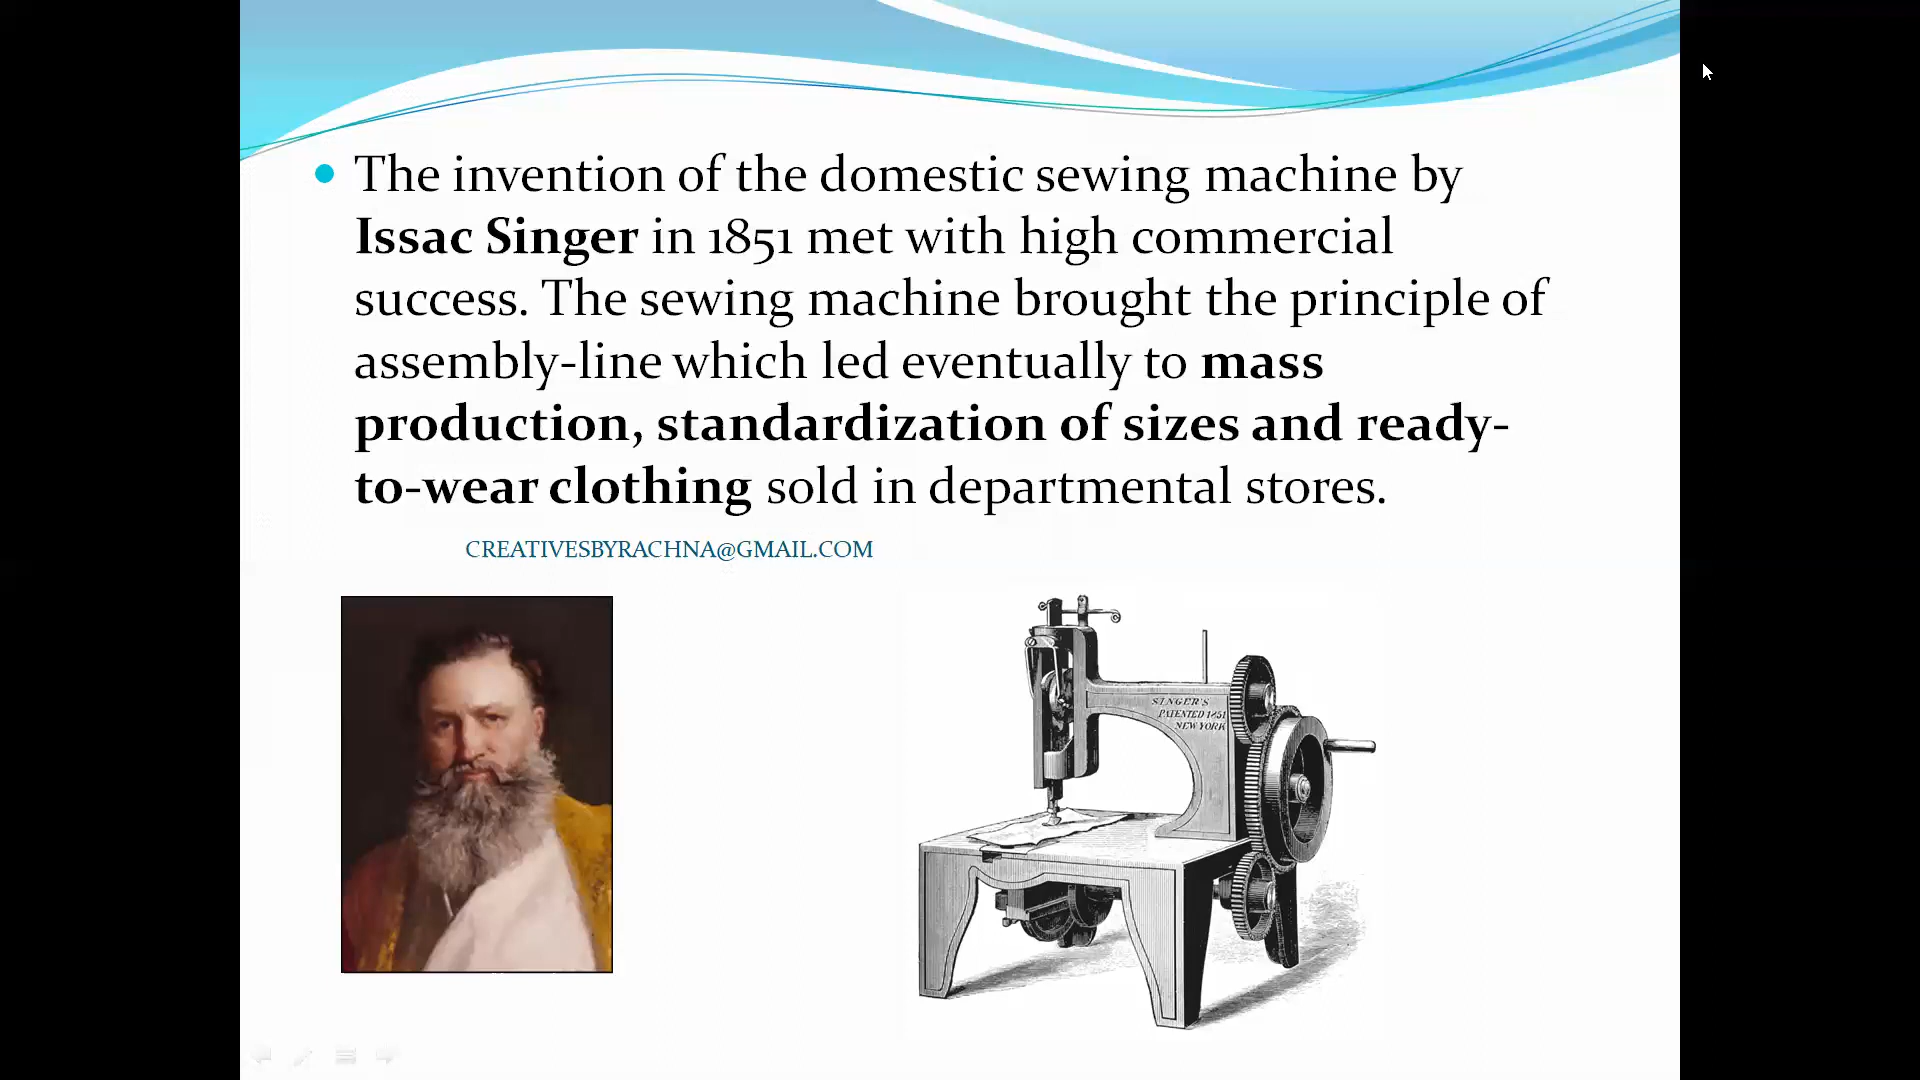 The invention of the domestic sewing machine by
Issac Singer in 1851 met with high commercial
success. The sewing machine brought the principle of
assembly-line which led eventually to mass
production, standardization of sizes and ready-
to-wear clothing sold in departmental stores.
CREATIVESBYRACHNA@GMAIL.COM
SINGER'S
PATENTED 1851
NEW YORK